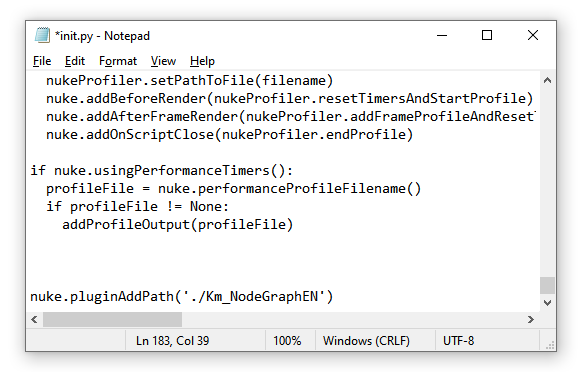 *init.py - Notepad
File Edit Format View Help
nukeProfiler.setPathToFile(filename)
nuke.addBeforeRender(nukeProfiler.resetTimersAndStartProfile)
nuke.addAfterFrameRender(nukeProfiler.addFrameProfileAndReset
nuke.addOnScriptClose(nukeProfiler.endProfile)
if nuke.usingPerformanceTimers():
profileFile = nuke.performanceProfileFilename()
if profileFile != None:
addProfileOutput(profileFile)
nuke.pluginAddPath('./Km_NodeGraphEN')
Ln 183, Col 39 100% Windows (CRLF) UTF-8